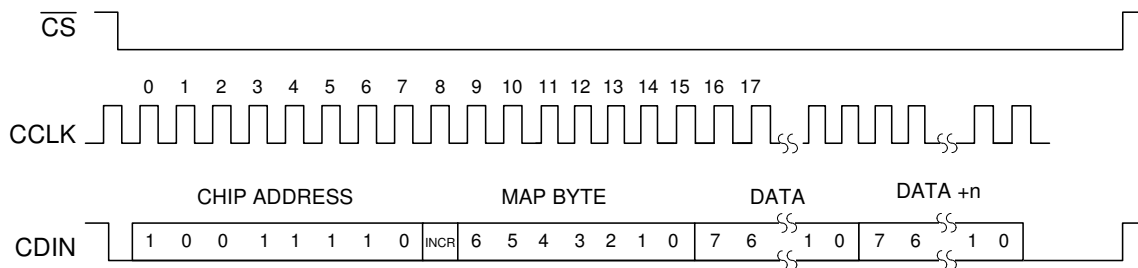 CS
0 1 2 3 4 5 6 7 8 9 10 11 12 13 14 15 16 17
CCLK
CHIP ADDRESS MAP BYTE DATA DATA +n
CDIN 1 0 0 1 1 1 1 0 INCR 6 5 4 3 2 1 0 7 6 1 0 7 6 1 0